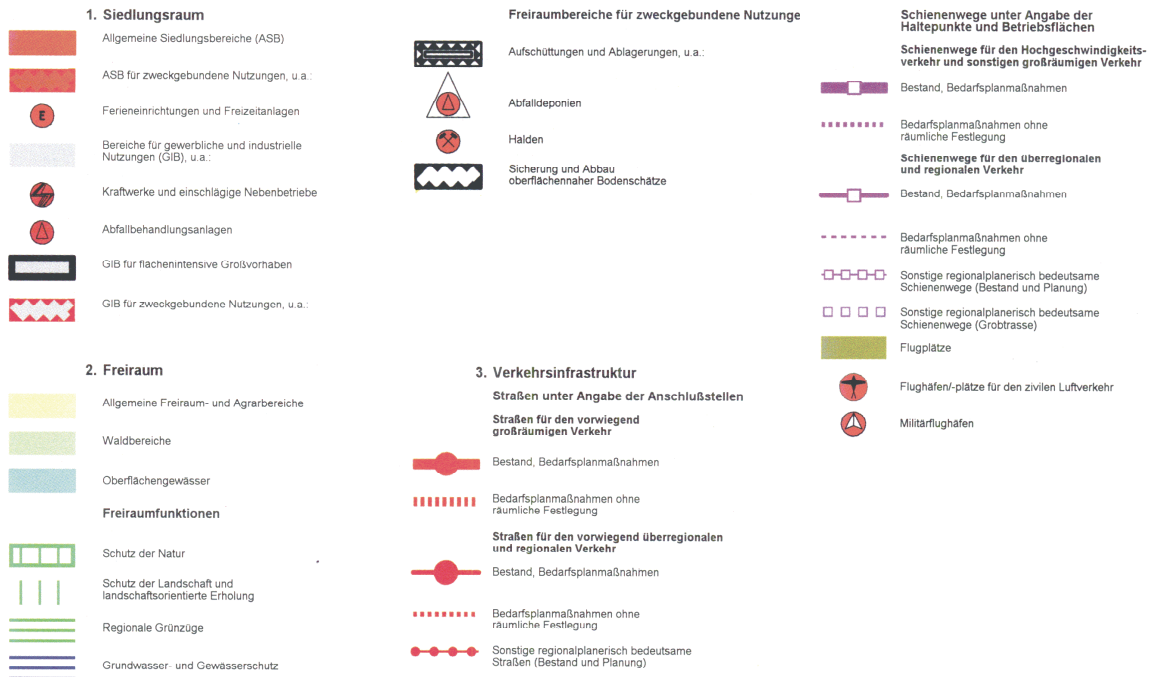 1. Siedlungsraum
Allgemeine Siedlungsbereiche (ASB)
ASB für zweckgebundene Nutzungen, u.a.:
E
Ferieneinrichtungen und Freizeitanlagen
Bereiche für gewerbliche und industrielle
Nutzungen (GIB), u.a.:
Kraftwerke und einschlägige Nebenbetriebe
Abfallbehandlungsanlagen
GIB für flächenintensive Großvorhaben
GIB für zweckgebundene Nutzungen, u.a.:
2. Freiraum
Allgemeine Freiraum- und Agrarbereiche
Waldbereiche
Oberflächengewässer
Freiraumfunktionen
Schutz der Natur
Schutz der Landschaft und
landschaftsorientierte Erholung
Regionale Grünzüge
Grundwasser- und Gewässerschutz
Freiraumbereiche für zweckgebundene Nutzunge
Aufschüttungen und Ablagerungen, u.a.:
Abfalldeponien
Halden
Sicherung und Abbau
oberflächennaher Bodenschätze
3. Verkehrsinfrastruktur
Straßen unter Angabe der Anschlußstellen
Straßen für den vorwiegend
großräumigen Verkehr
Bestand, Bedarfsplanmaßnahmen
Bedarfsplanmaßnahmen ohne
räumliche Festlegung
Straßen für den vorwiegend überregionalen
und regionalen Verkehr
Bestand, Bedarfsplanmaßnahmen
Bedarfsplanmaßnahmen ohne
räumliche Festlegung
Sonstige regionalplanerisch bedeutsame
Straßen (Bestand und Planung)
Schienenwege unter Angabe der
Haltepunkte und Betriebsflächen
Schienenwege für den Hochgeschwindigkeits-
verkehr und sonstigen großräumigen Verkehr
Bestand, Bedarfsplanmaßnahmen
Bedarfsplanmaßnahmen ohne
räumliche Festlegung
Schienenwege für den überregionalen
und regionalen Verkehr
Bestand, Bedarfsplanmaßnahmen
Bedarfsplanmaßnahmen ohne
räumliche Festlegung
Sonstige regionalplanerisch bedeutsame
Schienenwege (Bestand und Planung)
Sonstige regionalplanerisch bedeutsame
Schienenwege (Grobtrasse)
Flugplätze
Flughäfen/-plätze für den zivilen Luftverkehr
Militärflughäfen